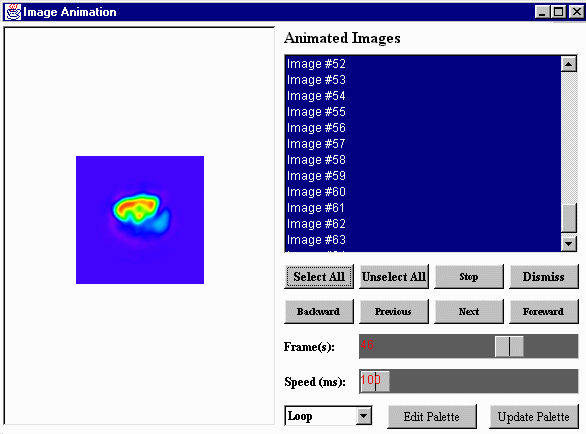 Image Animation
Animated Images
Image #52
Image #53
Image #54
Image #55
Image #56
Image #57
Image #58
Image #59
Image #60
Image #61
Image #62
Image #63
Select All Unselect All Stop Dismiss
Backward Previous Next Foreward
Frame(s): 46
Speed (ms): 100
Loop Edit Palette Update Palette